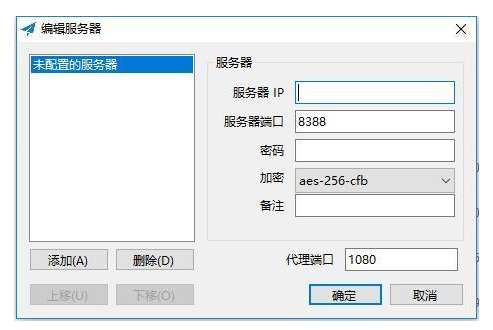 编辑服务器
未配置的服务器
服务器
服务器 IP
服务器端口 8388
密码
加密 aes-256-cfb
备注
添加(A) 删除(D) 代理端口 1080
上移(U) 下移(O) 确定 取消